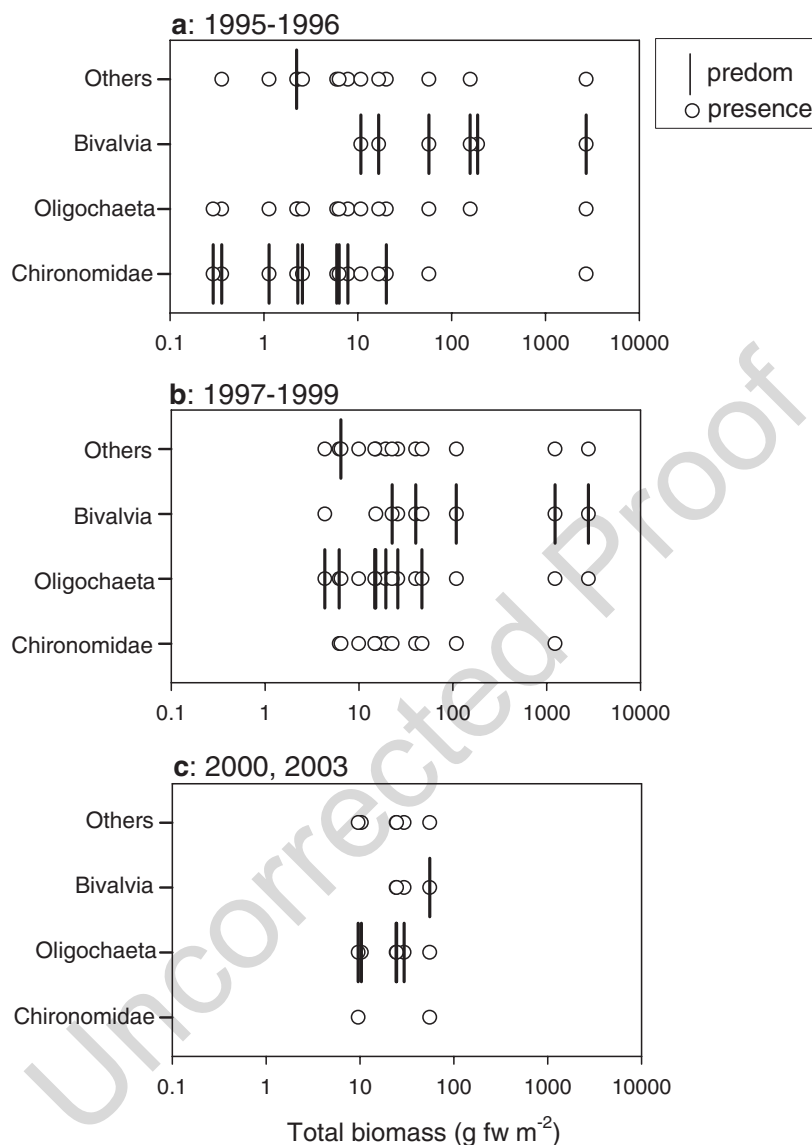 a: 1995-1996
predom
presence
Others
Bivalvia
Oligochaeta
Chironomidae
0.1 1 10 100 1000 10000
b: 1997-1999
Others
Bivalvia
Oligochaeta
Chironomidae
0.1 1 10 100 1000 10000
c: 2000, 2003
Others
Bivalvia
Oligochaeta
Chironomidae
0.1 1 10 100 1000 10000
Total biomass (g fw m⁻²)
Uncorrected Proof